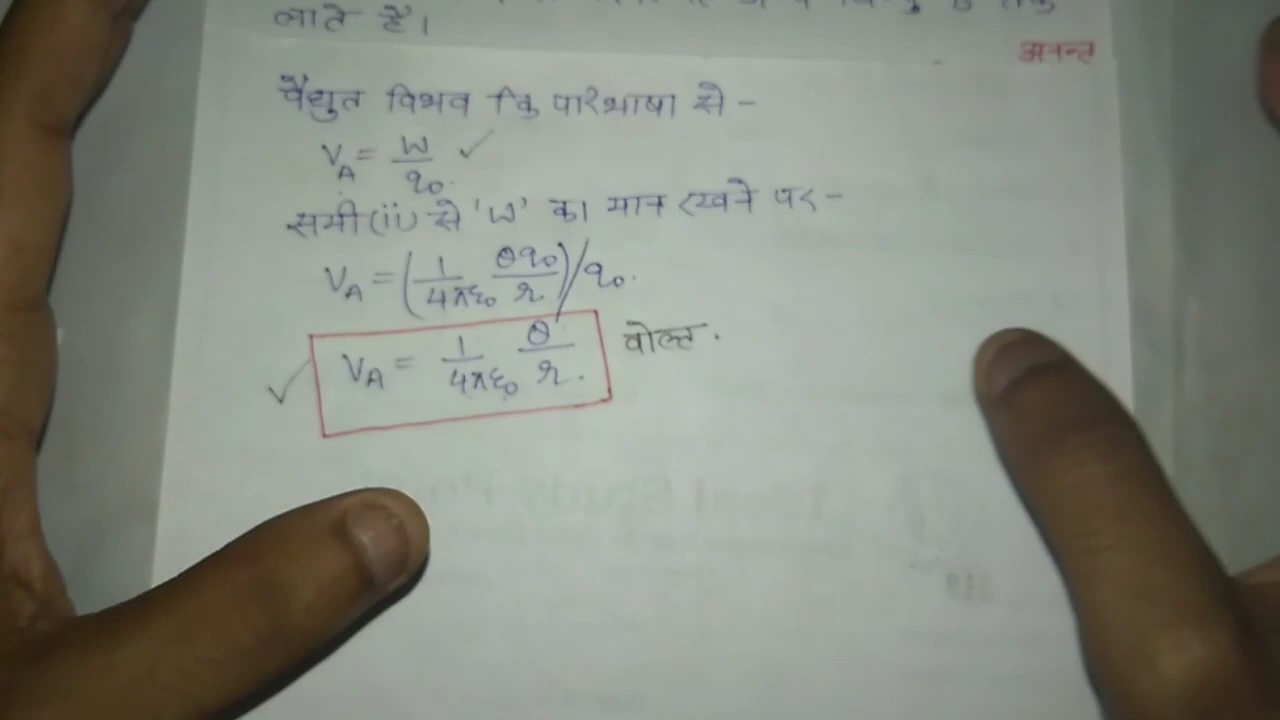 लाते है।
अनन्त
वैद्युत विभव कि परिभाषा से -
V_A = W/q₀ ✓
समी (ii) से 'W' का मान रखने पर -
V_A = (1/4πε₀ Qq₀/r)/q₀.
✓ V_A = 1/4πε₀ Q/r. वोल्ट.